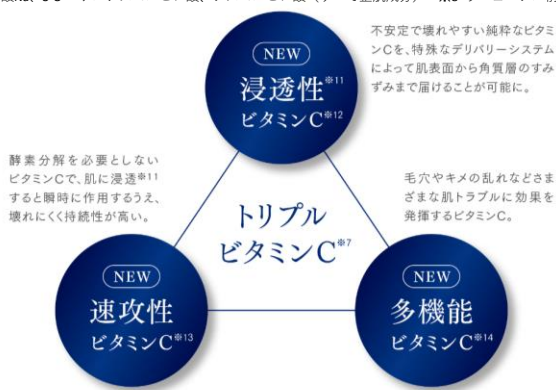 NEW
浸透性※11
ビタミンC※12
不安定で壊れやすい純粋なビタミ
ンCを、特殊なデリバリーシステム
によって肌表面から角質層のすみ
ずみまで届けることが可能に。
酵素分解を必要としない
ビタミンCで、肌に浸透※11
すると瞬時に作用するうえ、
壊れにくく持続性が高い。
毛穴やキメの乱れなどさま
ざまな肌トラブルに効果を
発揮するビタミンC。
トリプル
ビタミンC※7
NEW
速攻性
ビタミンC※13
NEW
多機能
ビタミンC※14